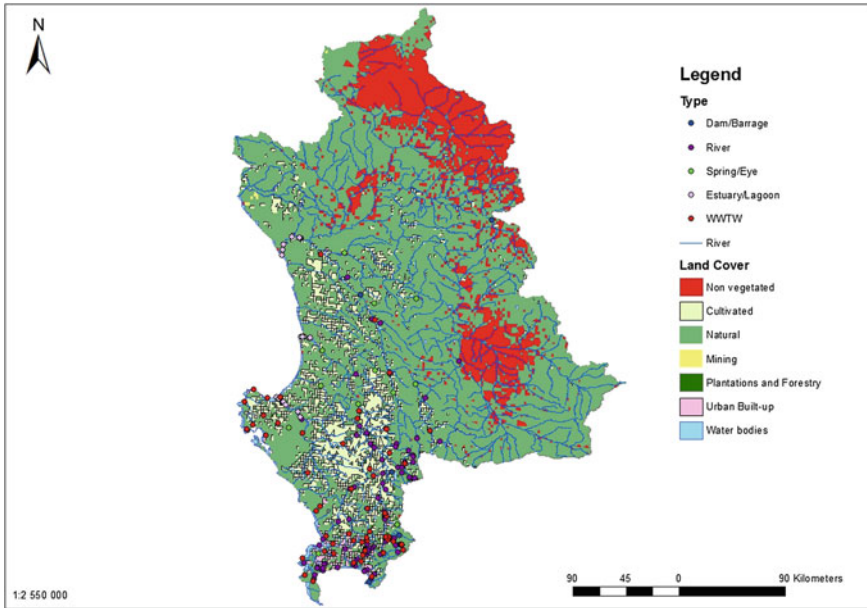 N
Legend
Type
Dam/Barrage
River
Spring/Eye
Estuary/Lagoon
WWTW
River
Land Cover
Non vegetated
Cultivated
Natural
Mining
Plantations and Forestry
Urban Built-up
Water bodies
1:2 550 000
90 45 0 90 Kilometers